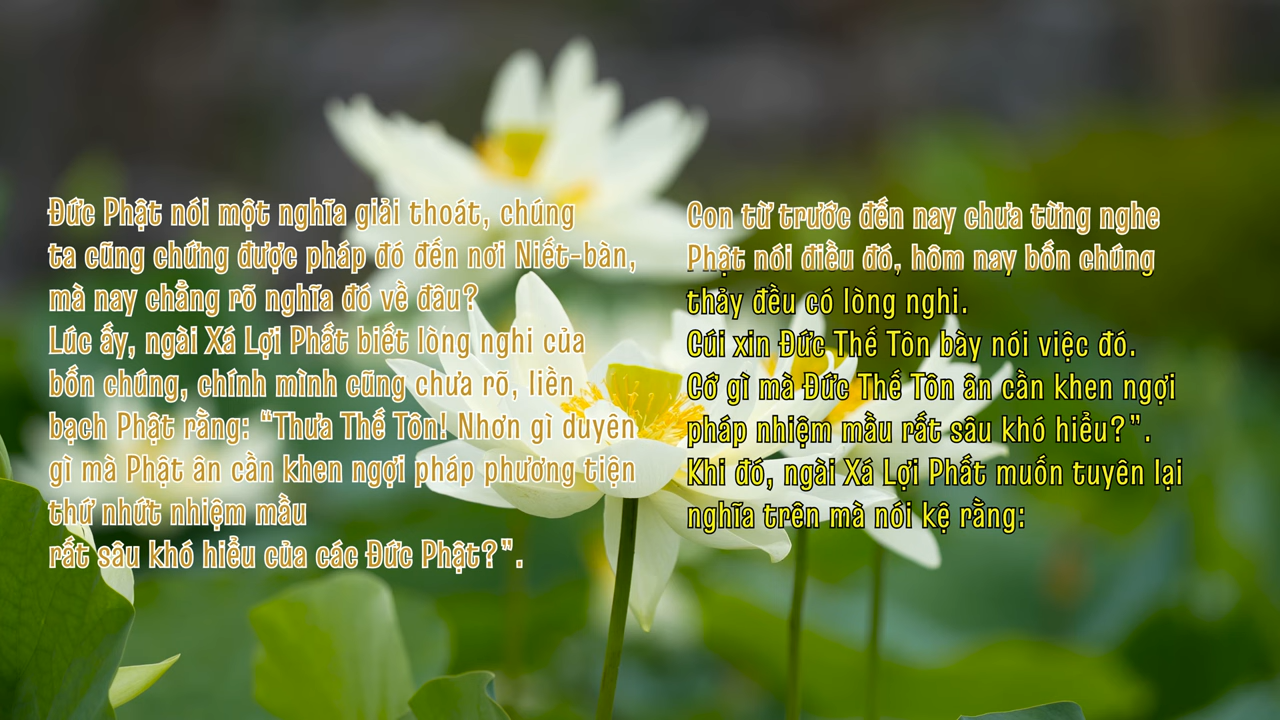 Đức Phật nói một nghĩa giải thoát, chúng
ta cũng chứng được pháp đó đến nơi Niết-bàn,
mà nay chẳng rõ nghĩa đó về đâu?
Lúc ấy, ngài Xá Lợi Phất biết lòng nghi của
bốn chúng, chính mình cũng chưa rõ, liền
bạch Phật rằng: “Thưa Thế Tôn! Nhơn gì duyên
gì mà Phật ân cần khen ngợi pháp phương tiện
thứ nhứt nhiệm mầu
rất sâu khó hiểu của các Đức Phật?”.
Con từ trước đến nay chưa từng nghe
Phật nói điều đó, hôm nay bốn chúng
thảy đều có lòng nghi.
Cúi xin Đức Thế Tôn bày nói việc đó.
Cớ gì mà Đức Thế Tôn ân cần khen ngợi
pháp nhiệm mầu rất sâu khó hiểu?”.
Khi đó, ngài Xá Lợi Phất muốn tuyên lại
nghĩa trên mà nói kệ rằng: